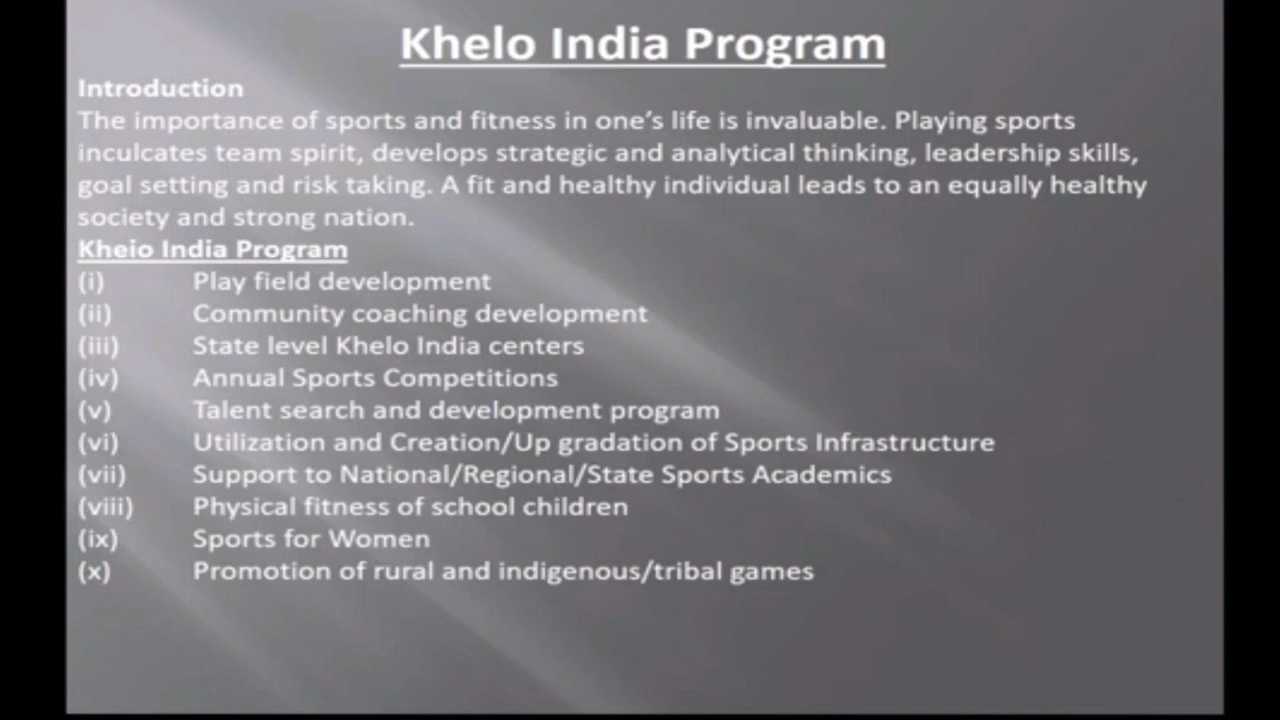 Khelo India Program
Introduction
The importance of sports and fitness in one's life is invaluable. Playing sports
inculcates team spirit, develops strategic and analytical thinking, leadership skills,
goal setting and risk taking. A fit and healthy individual leads to an equally healthy
society and strong nation.
Kheio India Program
(i) Play field development
(ii) Community coaching development
(iii) State level Khelo India centers
(iv) Annual Sports Competitions
(v) Talent search and development program
(vi) Utilization and Creation/Up gradation of Sports Infrastructure
(vii) Support to National/Regional/State Sports Academics
(viii) Physical fitness of school children
(ix) Sports for Women
(x) Promotion of rural and indigenous/tribal games